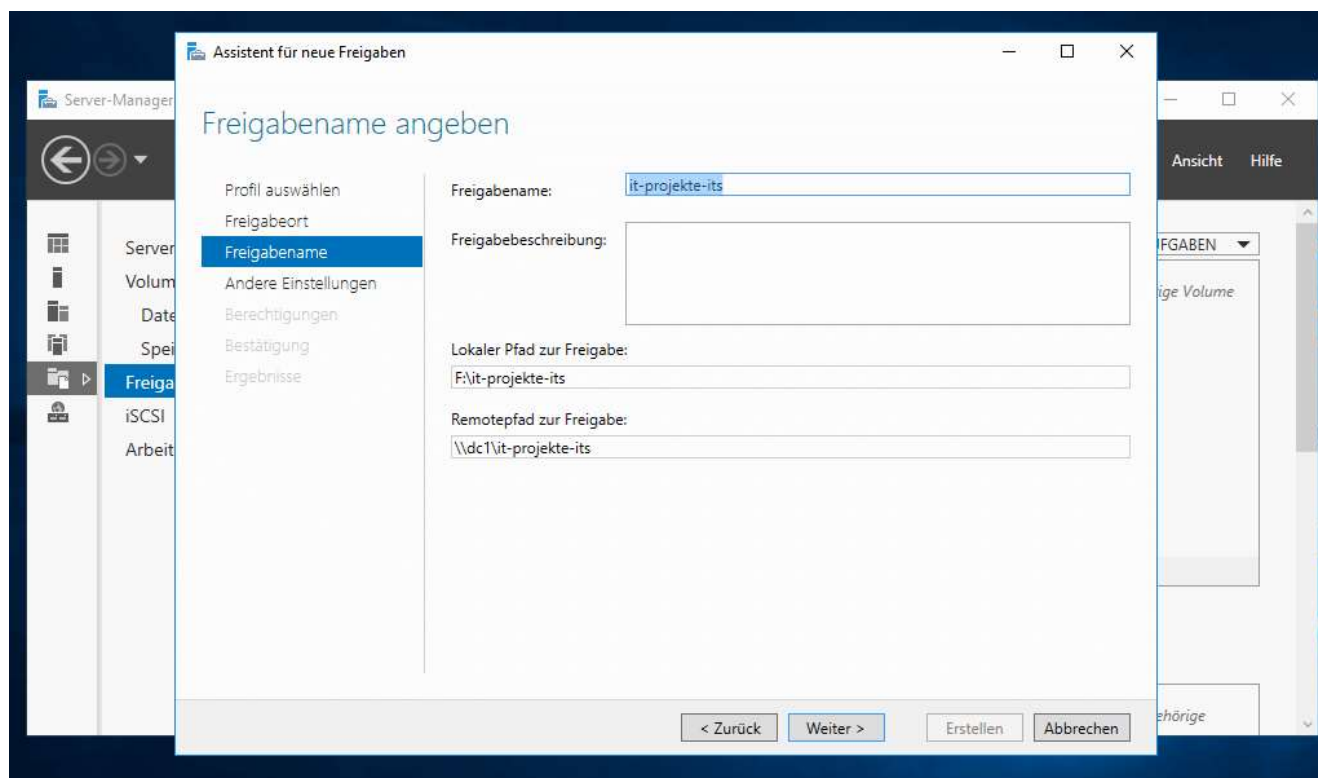 Assistent für neue Freigaben
Server-Manager
Freigabename angeben
Ansicht Hilfe
Profil auswählen
Freigabeort
Freigabename
Andere Einstellungen
Berechtigungen
Bestätigung
Ergebnisse
Freigabename: it-projekte-its
Freigabebeschreibung:
Lokaler Pfad zur Freigabe:
F:\it-projekte-its
Remotepfad zur Freigabe:
\\dc1\it-projekte-its
Server
Volum
Date
Spei
Freiga
iSCSI
Arbeit
FGABEN
ige Volume
ehörige
< Zurück Weiter > Erstellen Abbrechen